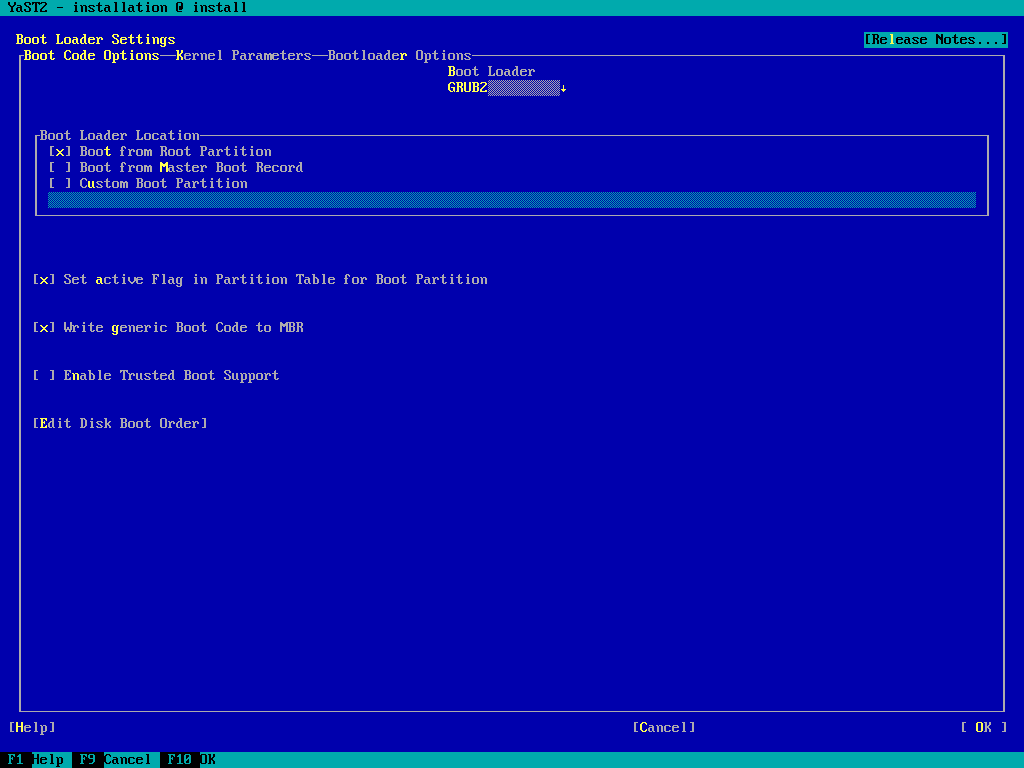 YaST2 - installation @ install
Boot Loader Settings [Release Notes...]
Boot Code Options Kernel Parameters Bootloader Options
Boot Loader
GRUB2 ↓
Boot Loader Location
[x] Boot from Root Partition
[ ] Boot from Master Boot Record
[ ] Custom Boot Partition
[x] Set active Flag in Partition Table for Boot Partition
[x] Write generic Boot Code to MBR
[ ] Enable Trusted Boot Support
[Edit Disk Boot Order]
[Help] [Cancel] [ OK ]
F1 Help F9 Cancel F10 OK